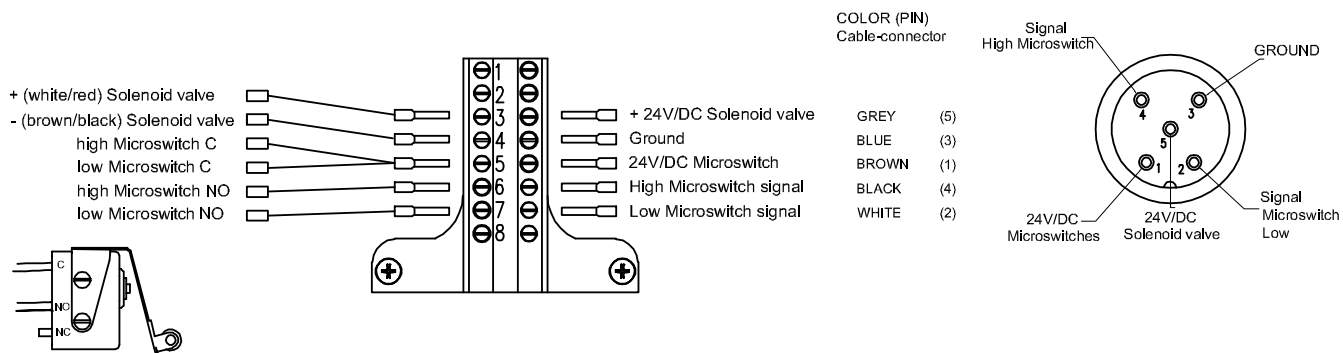 + (white/red) Solenoid valve
- (brown/black) Solenoid valve
high Microswitch C
low Microswitch C
high Microswitch NO
low Microswitch NO
C
NO
NC
1
2
3
4
5
6
7
8
COLOR (PIN)
Cable-connector
+ 24V/DC Solenoid valve GREY (5)
Ground BLUE (3)
24V/DC Microswitch BROWN (1)
High Microswitch signal BLACK (4)
Low Microswitch signal WHITE (2)
Signal
High Microswitch
GROUND
4
3
5
1
2
24V/DC
Microswitches
24V/DC
Solenoid valve
Signal
Microswitch
Low